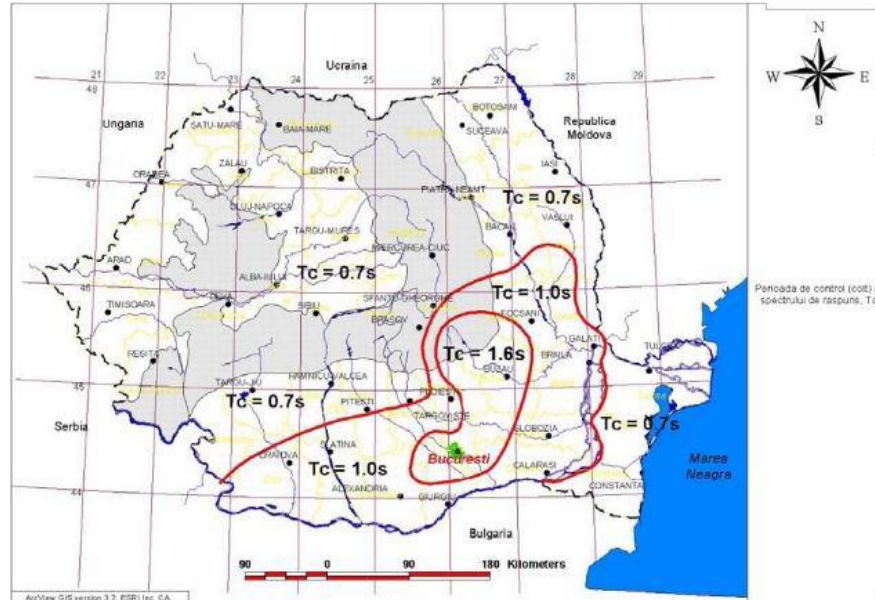 N
W E
S
Ucraina
21 22 23 24 25 26 27 28 29
48
Ungaria
Republica
Moldova
BOTOSANI
SATU-MARE
BAIA-MARE
SUCEAVA
ZALAU
BISTRITA
IASI
ORADEA
47
PIATRA-NEAMT
Tc = 0.7s
CLUJ-NAPOCA
VASLUI
TARGU-MURES
BACAU
MIERCUREA-CIUC
ARAD
Tc = 0.7s
ALBA-IULIA
46
Tc = 1.0s
DEVA
SFANTU-GHEORGHE
TIMISOARA
SIBIU
FOCSANI
BRASOV
Perioada de control (colt)
spectrului de raspuns, Tc
GALATI
RESITA
Tc = 1.6s
BRAILA
BUZAU
TARGU-JIU
RAMNICU-VALCEA
45
Tc = 0.7s
PITESTI
PLOIESTI
TARGOVISTE
Serbia
SLOBOZIA
Tc = 0.7s
SLATINA
CRAIOVA
Bucuresti
Marea
Neagra
Tc = 1.0s
CALARASI
CONSTANTA
ALEXANDRIA
44
GIURGIU
Bulgaria
90 0 90 180 Kilometers
ArcView GIS version 3.2, ESRI Inc. CA